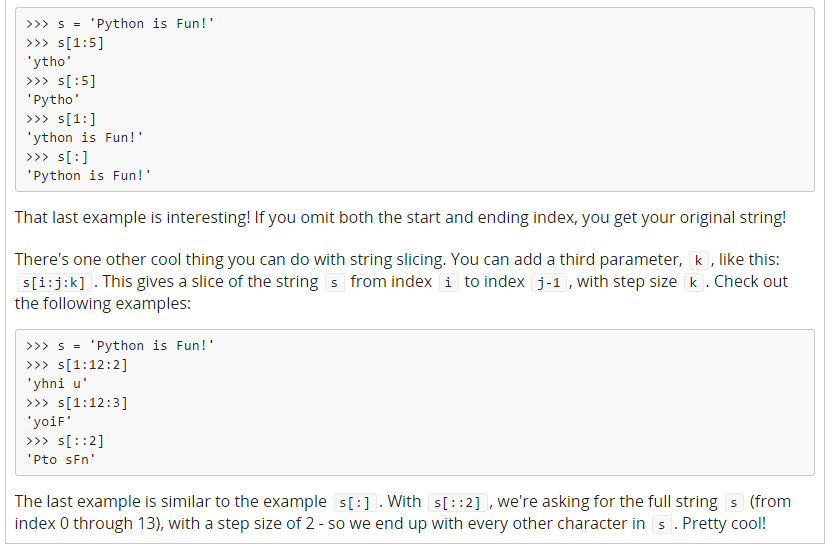 >>> s = 'Python is Fun!'
>>> s[1:5]
'ytho'
>>> s[:5]
'Pytho'
>>> s[1:]
'ython is Fun!'
>>> s[:]
'Python is Fun!'
That last example is interesting! If you omit both the start and ending index, you get your original string!
There's one other cool thing you can do with string slicing. You can add a third parameter, k , like this:
s[i:j:k] . This gives a slice of the string s from index i to index j-1 , with step size k . Check out
the following examples:
>>> s = 'Python is Fun!'
>>> s[1:12:2]
'yhni u'
>>> s[1:12:3]
'yoiF'
>>> s[::2]
'Pto sFn'
The last example is similar to the example s[:] . With s[::2] , we're asking for the full string s (from
index 0 through 13), with a step size of 2 - so we end up with every other character in s . Pretty cool!